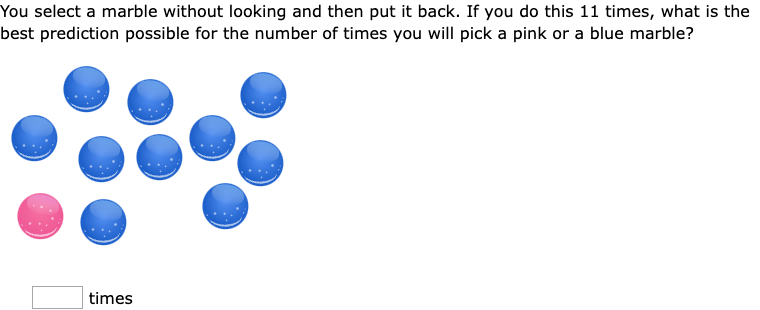 You select a marble without looking and then put it back. If you do this 11 times, what is the
best prediction possible for the number of times you will pick a pink or a blue marble?
times